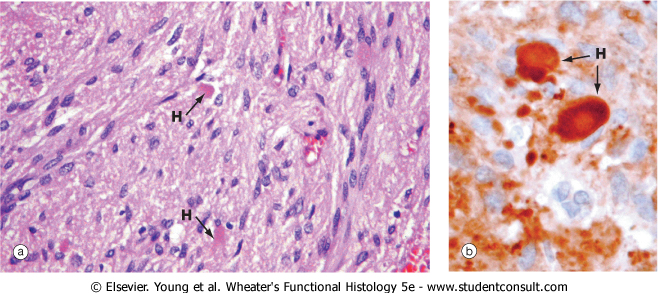 H
H
H
a
b
© Elsevier. Young et al. Wheater's Functional Histology 5e - www.studentconsult.com